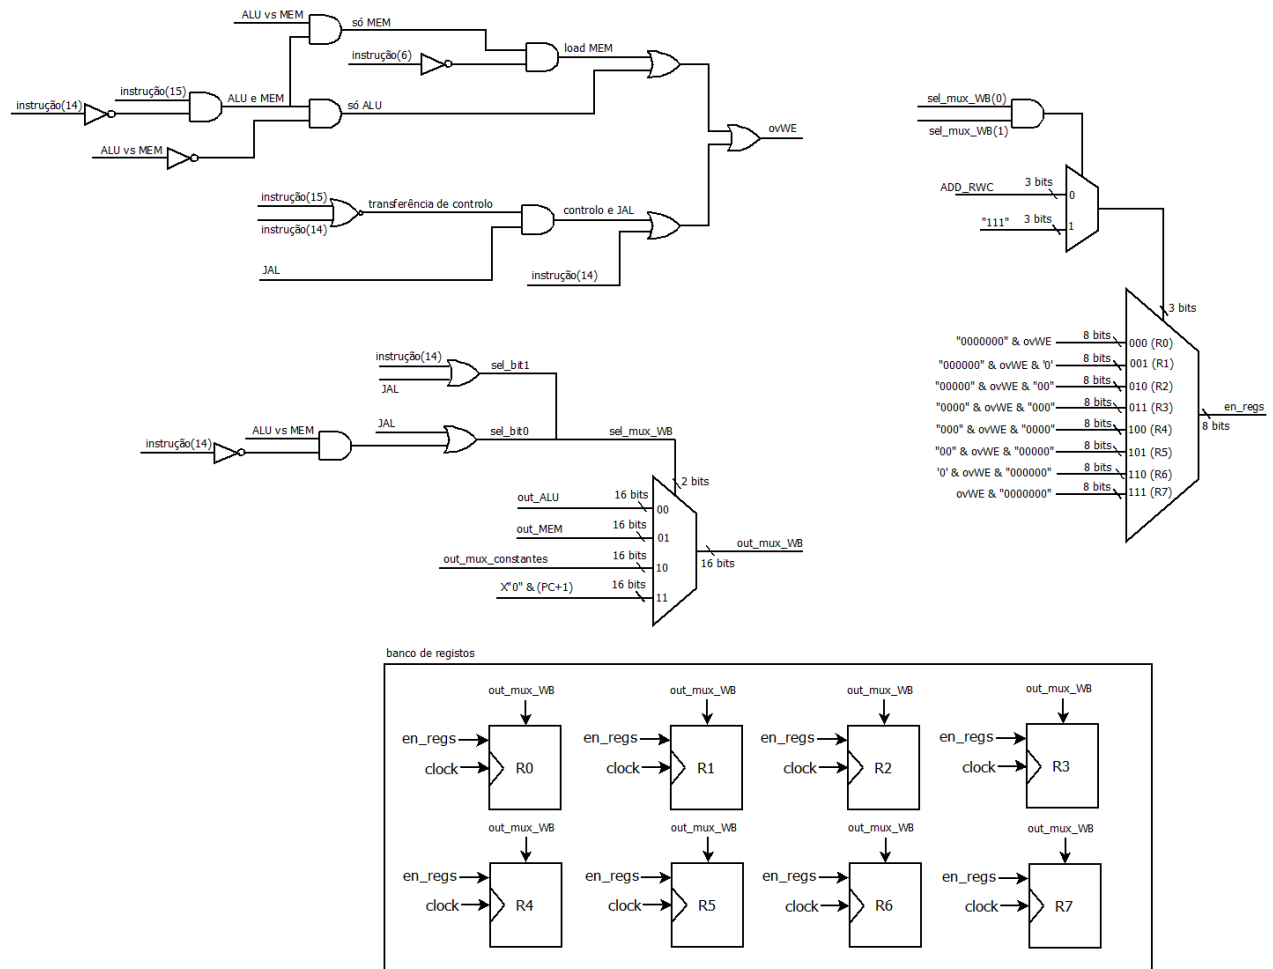 ALU vs MEM
só MEM
instrução(6)
load MEM
instrução(15)
instrução(14)
ALU e MEM
só ALU
ALU vs MEM
ovWE
instrução(15)
transferência de controlo
instrução(14)
controlo e JAL
JAL
instrução(14)
sel_mux_WB(0)
sel_mux_WB(1)
ADD_RWC
3 bits
0
"111"
3 bits
1
3 bits
"0000000" & ovWE
8 bits
000 (R0)
"000000" & ovWE & '0'
8 bits
001 (R1)
"00000" & ovWE & "00"
8 bits
010 (R2)
"0000" & ovWE & "000"
8 bits
011 (R3)
"000" & ovWE & "0000"
8 bits
100 (R4)
"00" & ovWE & "00000"
8 bits
101 (R5)
'0' & ovWE & "000000"
8 bits
110 (R6)
ovWE & "0000000"
8 bits
111 (R7)
en_regs
8 bits
instrução(14)
JAL
sel_bit1
ALU vs MEM
instrução(14)
JAL
sel_bit0
sel_mux_WB
2 bits
out_ALU
16 bits
00
out_MEM
16 bits
01
out_mux_constantes
16 bits
10
X"0" & (PC+1)
16 bits
11
out_mux_WB
16 bits
banco de registos
out_mux_WB
en_regs
clock
R0
out_mux_WB
en_regs
clock
R1
out_mux_WB
en_regs
clock
R2
out_mux_WB
en_regs
clock
R3
out_mux_WB
en_regs
clock
R4
out_mux_WB
en_regs
clock
R5
out_mux_WB
en_regs
clock
R6
out_mux_WB
en_regs
clock
R7